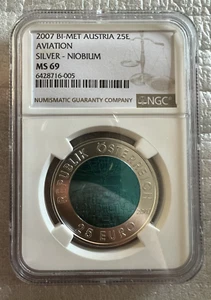 2007 BI-MET AUSTRIA 25E
AVIATION
SILVER - NIOBIUM
MS 69
6428716-005
NUMISMATIC GUARANTY COMPANY
NGC
REPUBLIK ÖSTERREICH
25 EURO